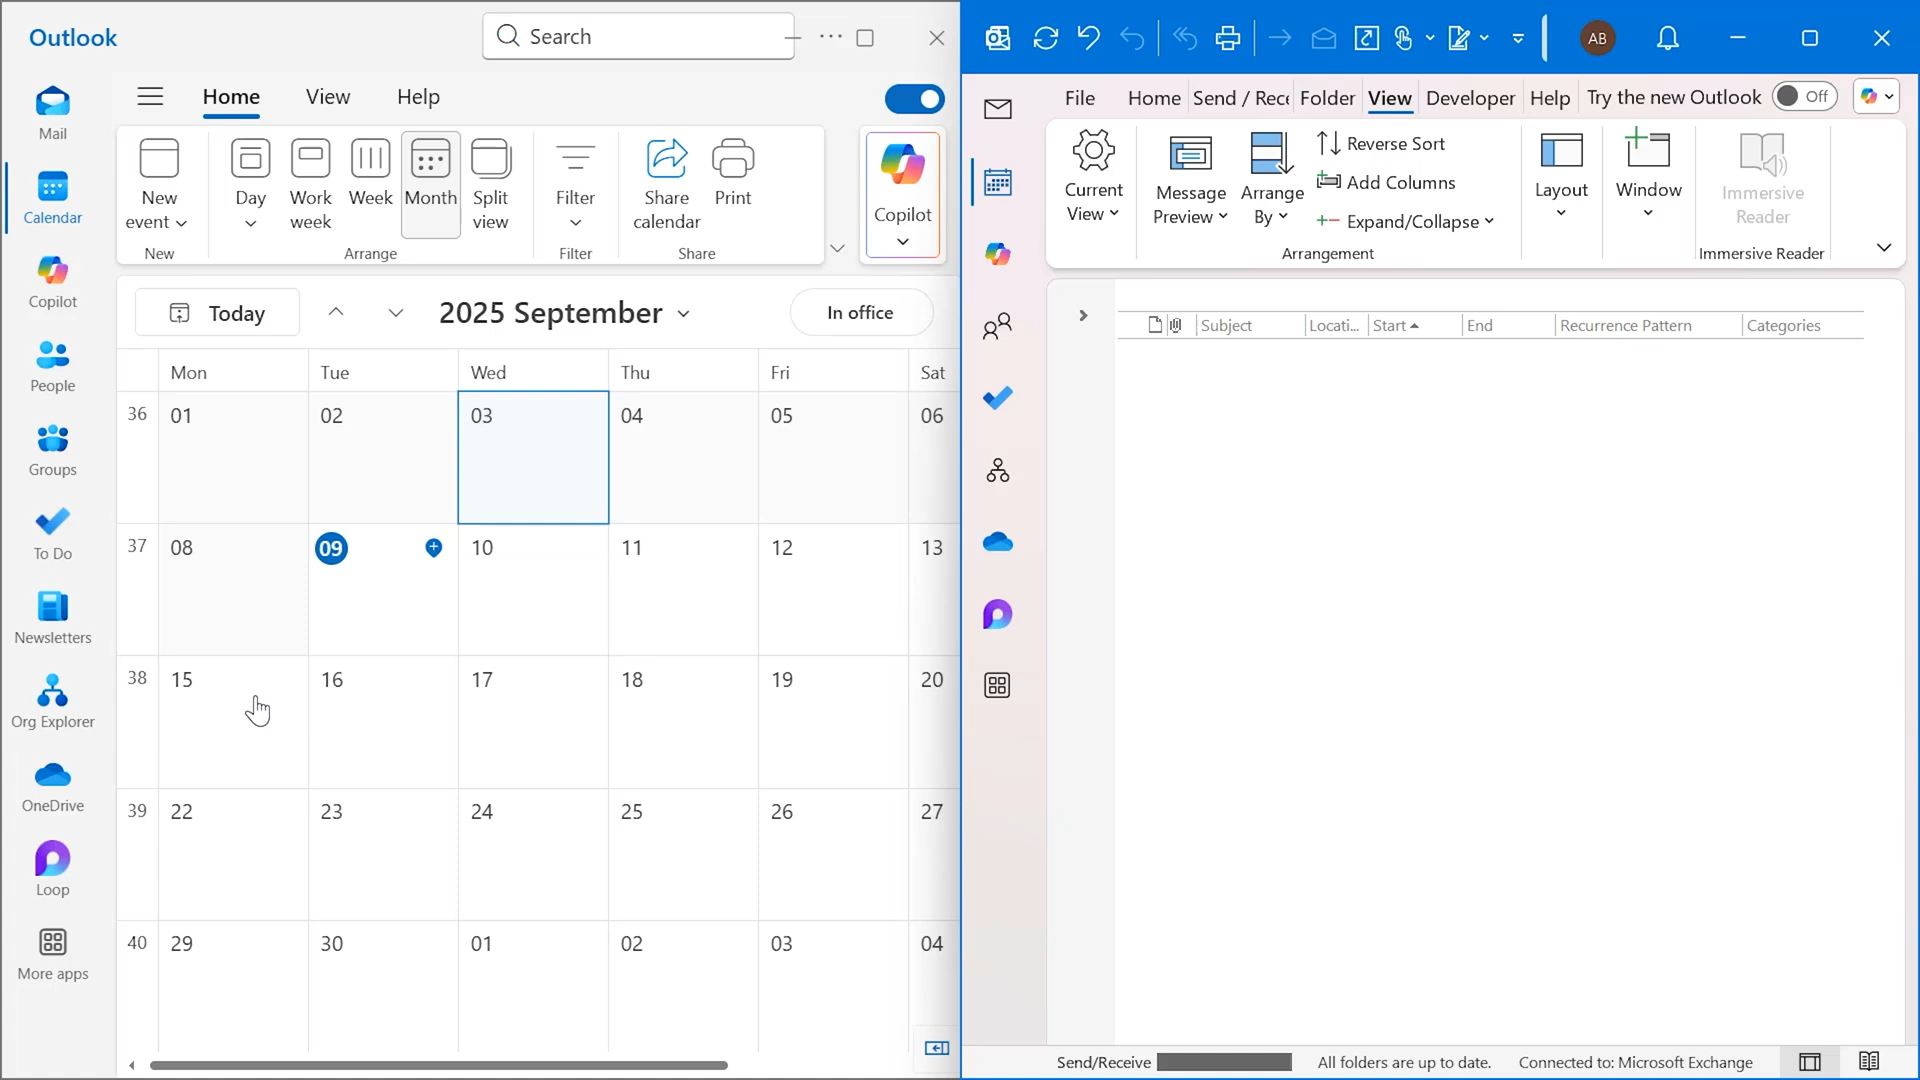 Outlook
Search
Home View Help
New event
Day
Work week
Week
Month
Split view
Filter
Share calendar
Print
Copilot
New
Arrange
Filter
Share
Mail
Calendar
Copilot
People
Groups
To Do
Newsletters
Org Explorer
OneDrive
Loop
More apps
Today
2025 September
In office
Mon Tue Wed Thu Fri Sat
36 01 02 03 04 05 06
37 08 09 10 11 12 13
38 15 16 17 18 19 20
39 22 23 24 25 26 27
40 29 30 01 02 03 04
AB
File Home Send / Rece Folder View Developer Help Try the new Outlook Off
Current View
Message Preview
Arrange By
Reverse Sort
Add Columns
Expand/Collapse
Layout
Window
Immersive Reader
Arrangement
Immersive Reader
Subject Locati... Start End Recurrence Pattern Categories
Send/Receive All folders are up to date. Connected to: Microsoft Exchange